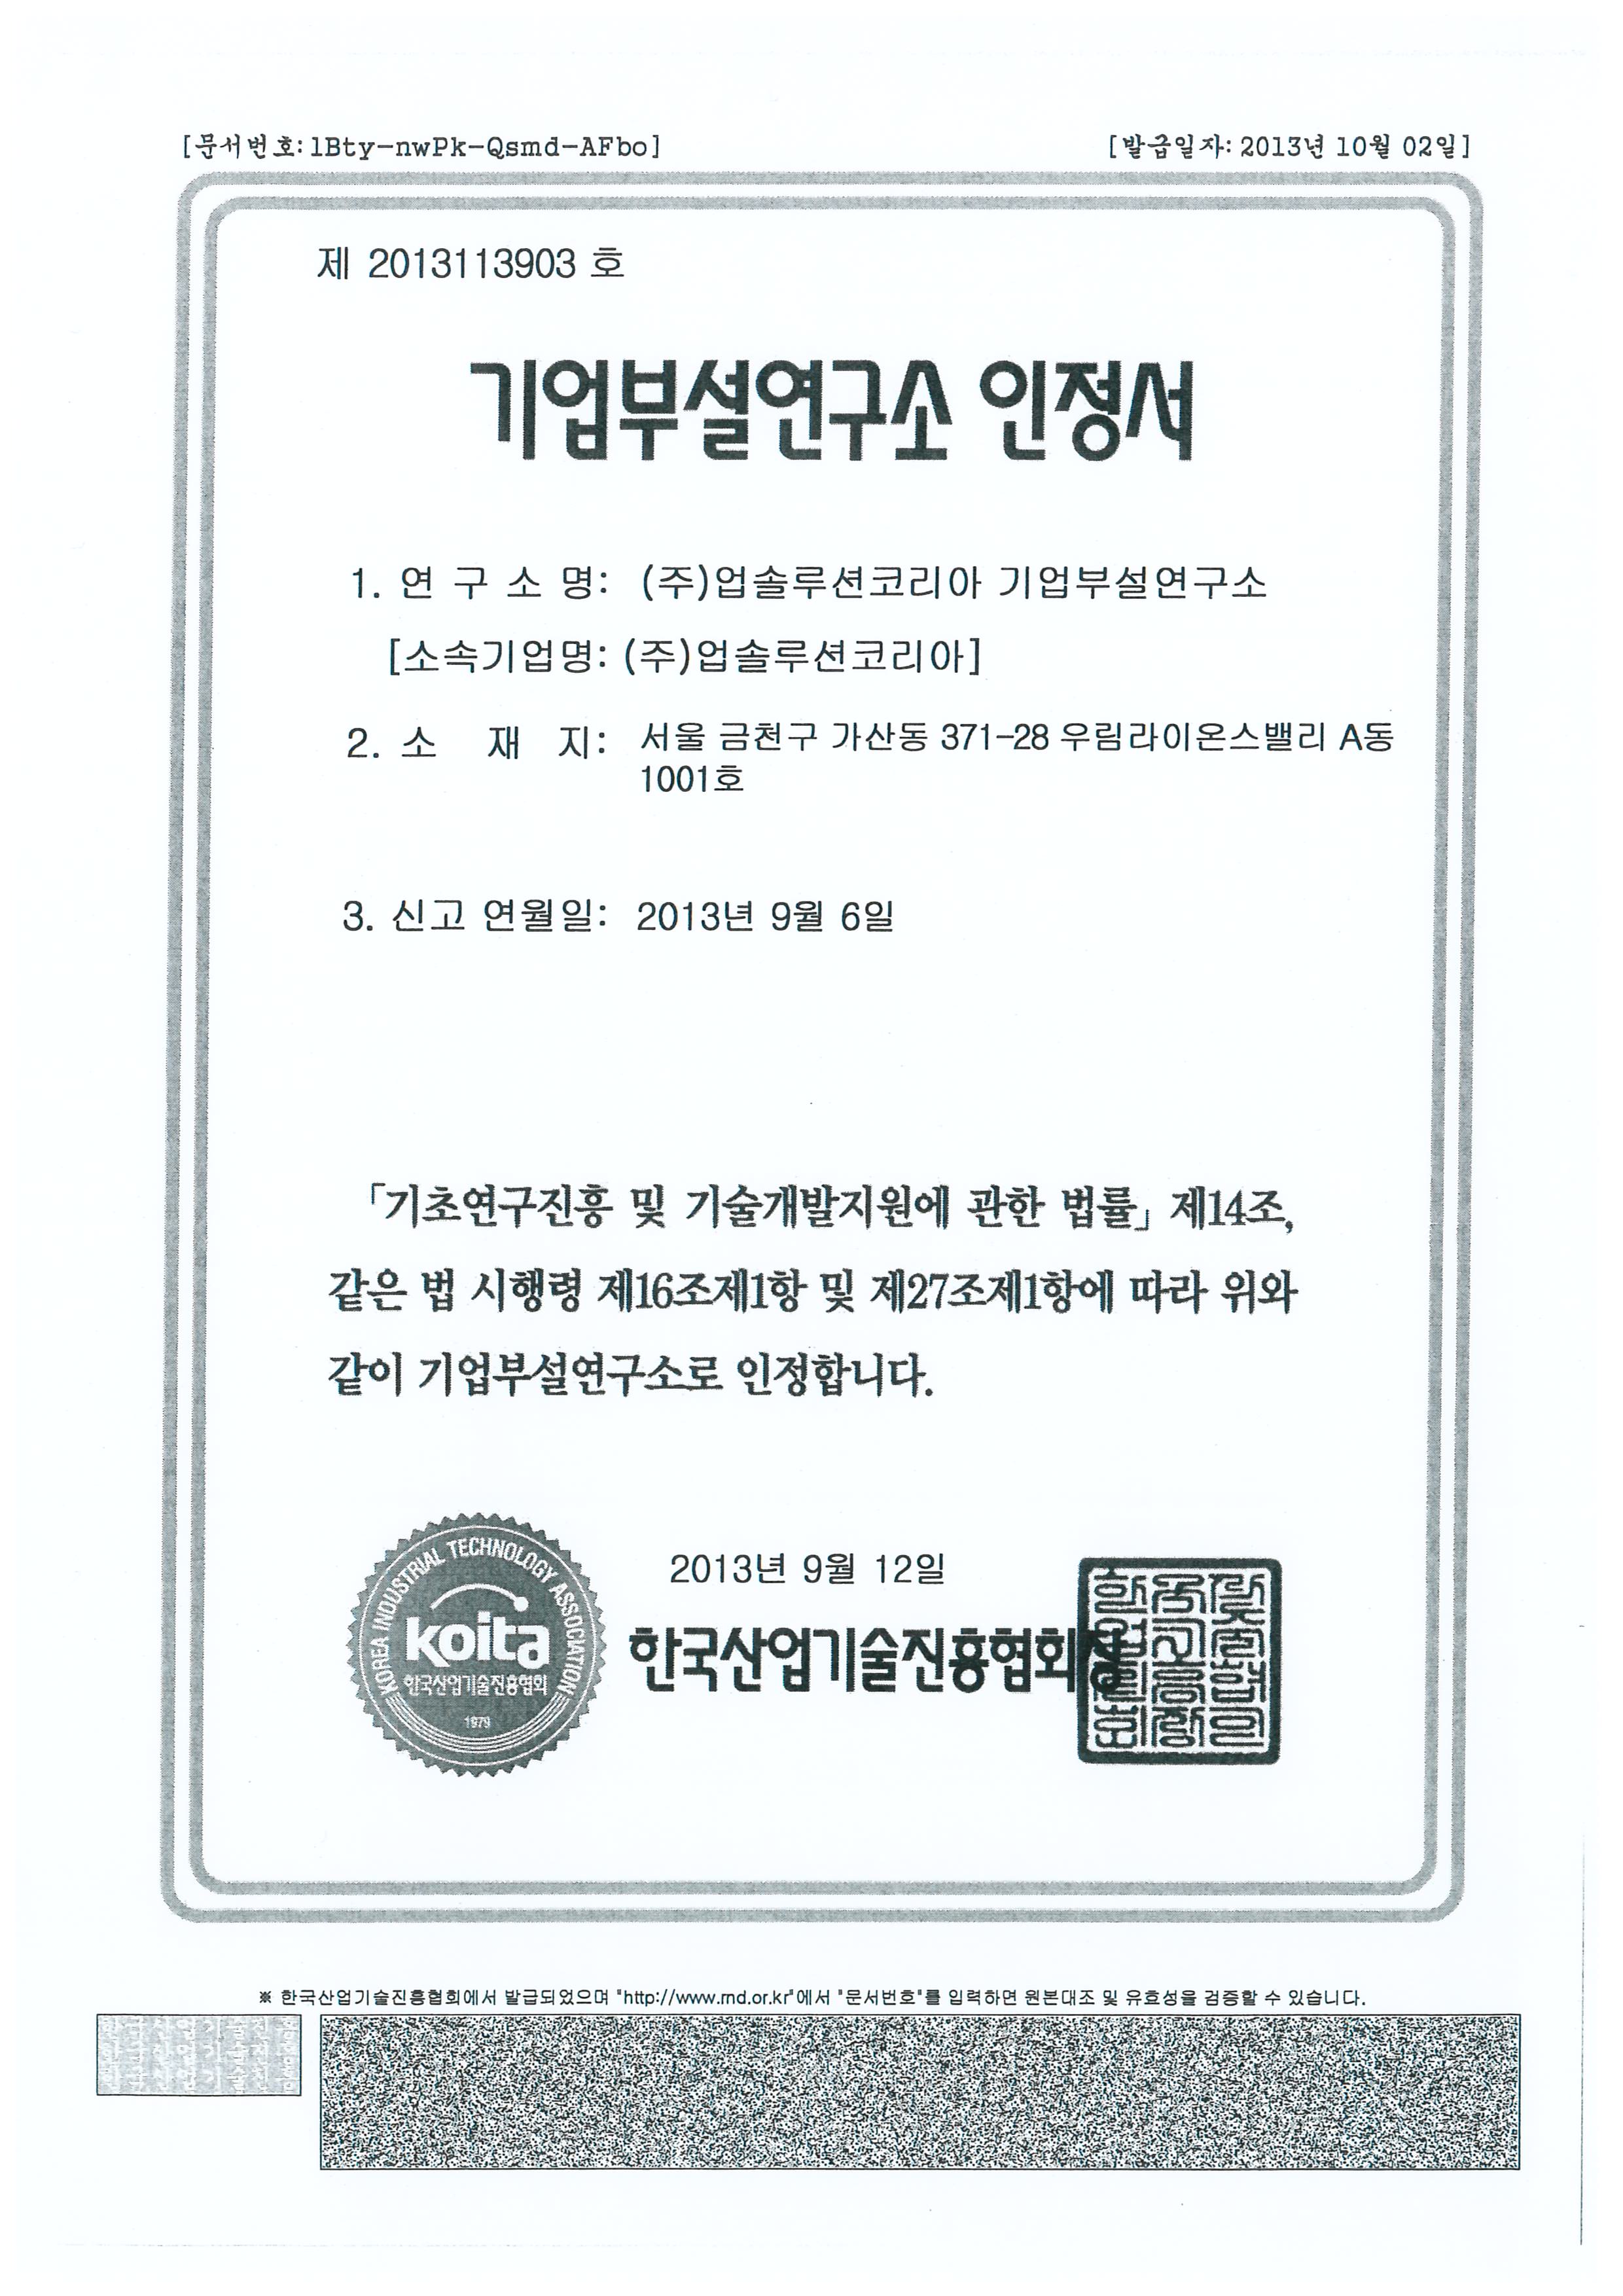 [문서번호:lBty-nwPk-Qsmd-AFbo]
[발급일자:2013년 10월 02일]
제 2013113903 호
기업부설연구소 인정서
1. 연 구 소 명: (주)업솔루션코리아 기업부설연구소
[소속기업명: (주)업솔루션코리아]
2. 소 재 지: 서울 금천구 가산동 371-28 우림라이온스밸리 A동
1001호
3. 신고 연월일: 2013년 9월 6일
「기초연구진흥 및 기술개발지원에 관한 법률」 제14조,
같은 법 시행령 제16조제1항 및 제27조제1항에 따라 위와
같이 기업부설연구소로 인정합니다.
KOREA INDUSTRIAL TECHNOLOGY ASSOCIATION
koita
한국산업기술진흥협회
1979
2013년 9월 12일
한국산업기술진흥협회장
※ 한국산업기술진흥협회에서 발급되었으며 "http://www.rnd.or.kr"에서 "문서번호"를 입력하면 원본대조 및 유효성을 검증할 수 있습니다.
한국산업기술진흥
한국산업기술진흥
한국산업기술진흥